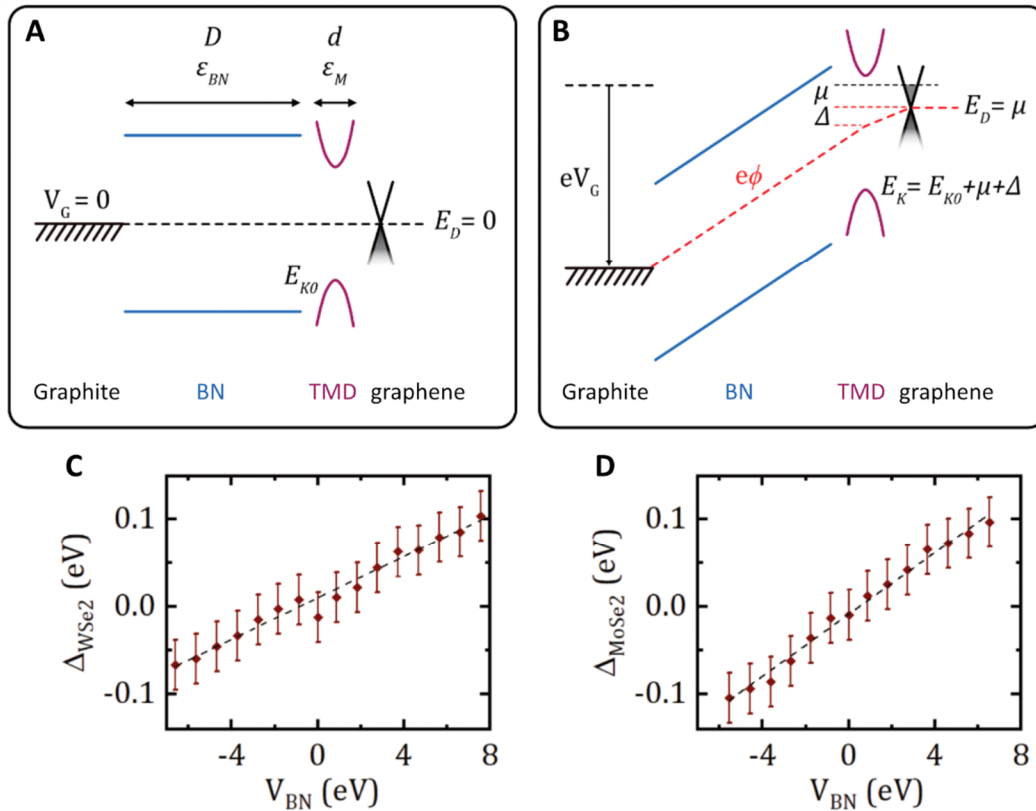 A
D
d
ε_BN
ε_M
V_G = 0
E_D = 0
E_K0
Graphite BN TMD graphene
B
μ
Δ
E_D = μ
eV_G
eϕ
E_K = E_K0+μ+Δ
Graphite BN TMD graphene
C
0.1
0.0
-0.1
Δ_WSe2 (eV)
-4 0 4 8
V_BN (eV)
D
0.1
0.0
-0.1
Δ_MoSe2 (eV)
-4 0 4 8
V_BN (eV)